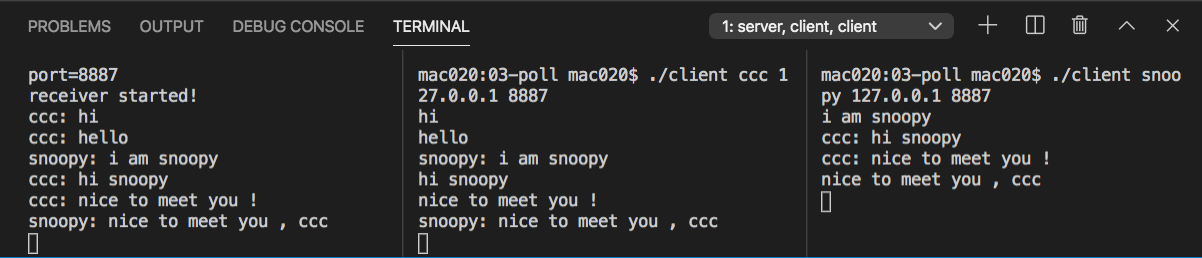 PROBLEMS OUTPUT DEBUG CONSOLE TERMINAL 1: server, client, client
port=8887
receiver started!
ccc: hi
ccc: hello
snoopy: i am snoopy
ccc: hi snoopy
ccc: nice to meet you !
snoopy: nice to meet you , ccc
mac020:03-poll mac020$ ./client ccc 1
27.0.0.1 8887
hi
hello
snoopy: i am snoopy
hi snoopy
nice to meet you !
snoopy: nice to meet you , ccc
mac020:03-poll mac020$ ./client snoo
py 127.0.0.1 8887
i am snoopy
ccc: hi snoopy
ccc: nice to meet you !
nice to meet you , ccc